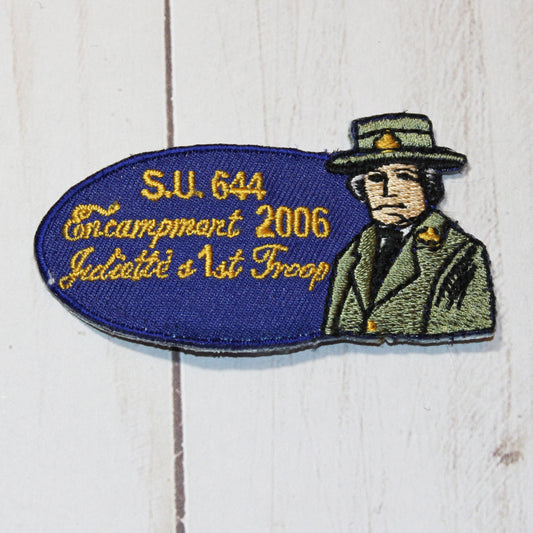 S.U. 644
Encampment 2006
Juliette's 1st Troop